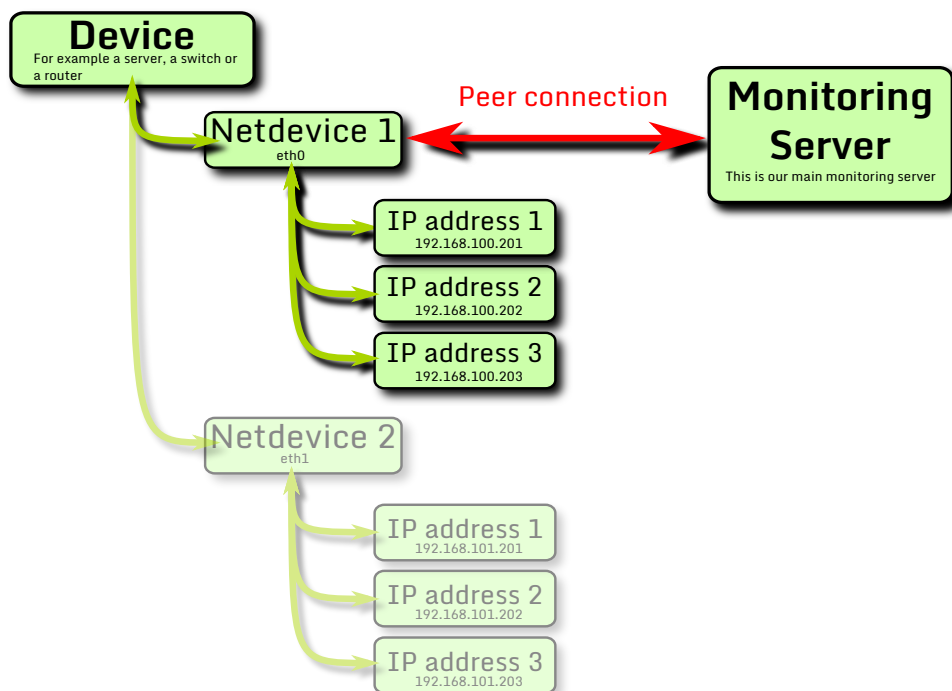 Device
For example a server, a switch or
a router
Peer connection
Monitoring
Server
This is our main monitoring server
Netdevice 1
eth0
IP address 1
192.168.100.201
IP address 2
192.168.100.202
IP address 3
192.168.100.203
Netdevice 2
eth1
IP address 1
192.168.101.201
IP address 2
192.168.101.202
IP address 3
192.168.101.203